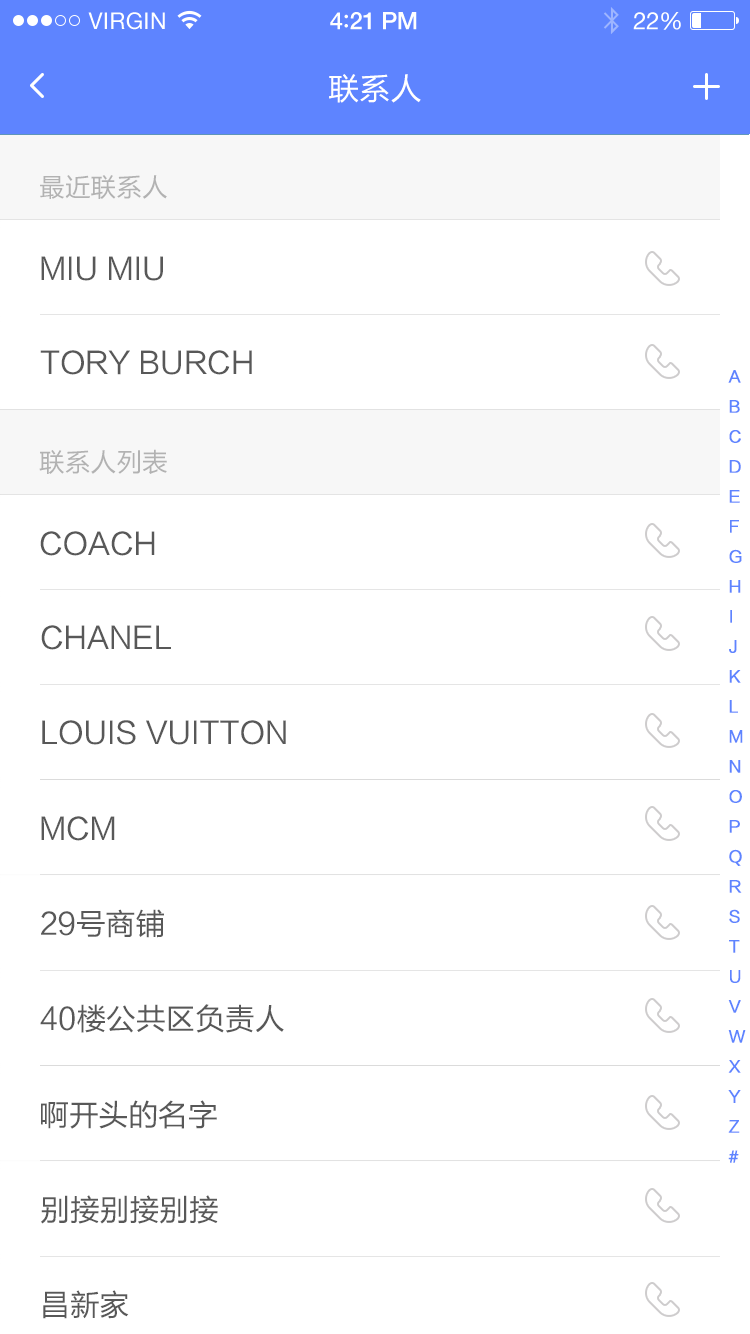 VIRGIN 4:21 PM 22%
联系人
最近联系人
MIU MIU
TORY BURCH
联系人列表
COACH
CHANEL
LOUIS VUITTON
MCM
29号商铺
40楼公共区负责人
啊开头的名字
别接别接别接
昌新家
A
B
C
D
E
F
G
H
I
J
K
L
M
N
O
P
Q
R
S
T
U
V
W
X
Y
Z
#